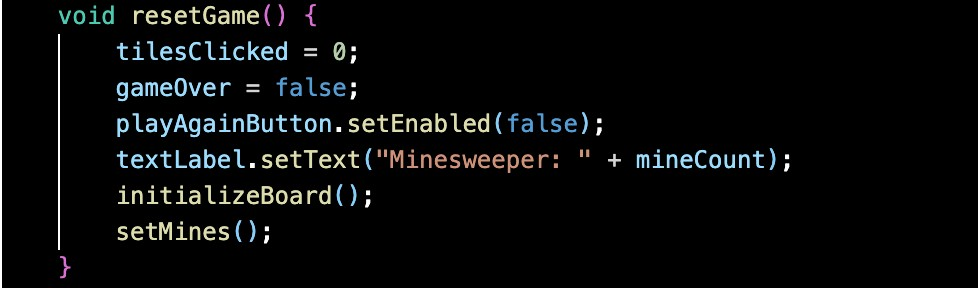 void resetGame() {
    tilesClicked = 0;
    gameOver = false;
    playAgainButton.setEnabled(false);
    textLabel.setText("Minesweeper: " + mineCount);
    initializeBoard();
    setMines();
}